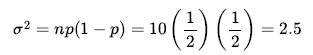 σ² = np(1 − p) = 10 (1/2) (1/2) = 2.5